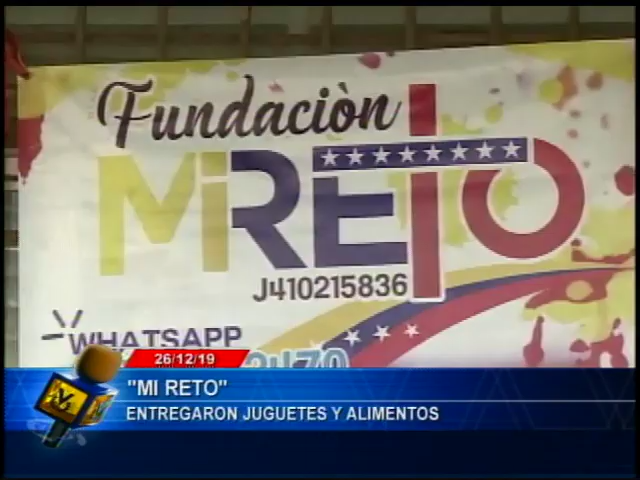 Fundaciòn
MiRETO
J410215836
WHATSAPP
26/12/19
"MI RETO"
ENTREGARON JUGUETES Y ALIMENTOS